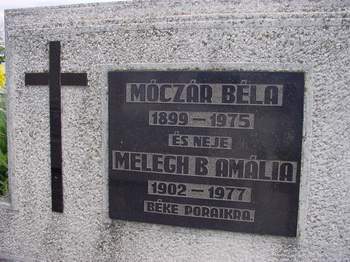 MÓCZÁR BÉLA
1899-1975
ÉS NEJE
MELEGH B. AMÁLIA
1902-1977
BÉKE PORAIKRA.